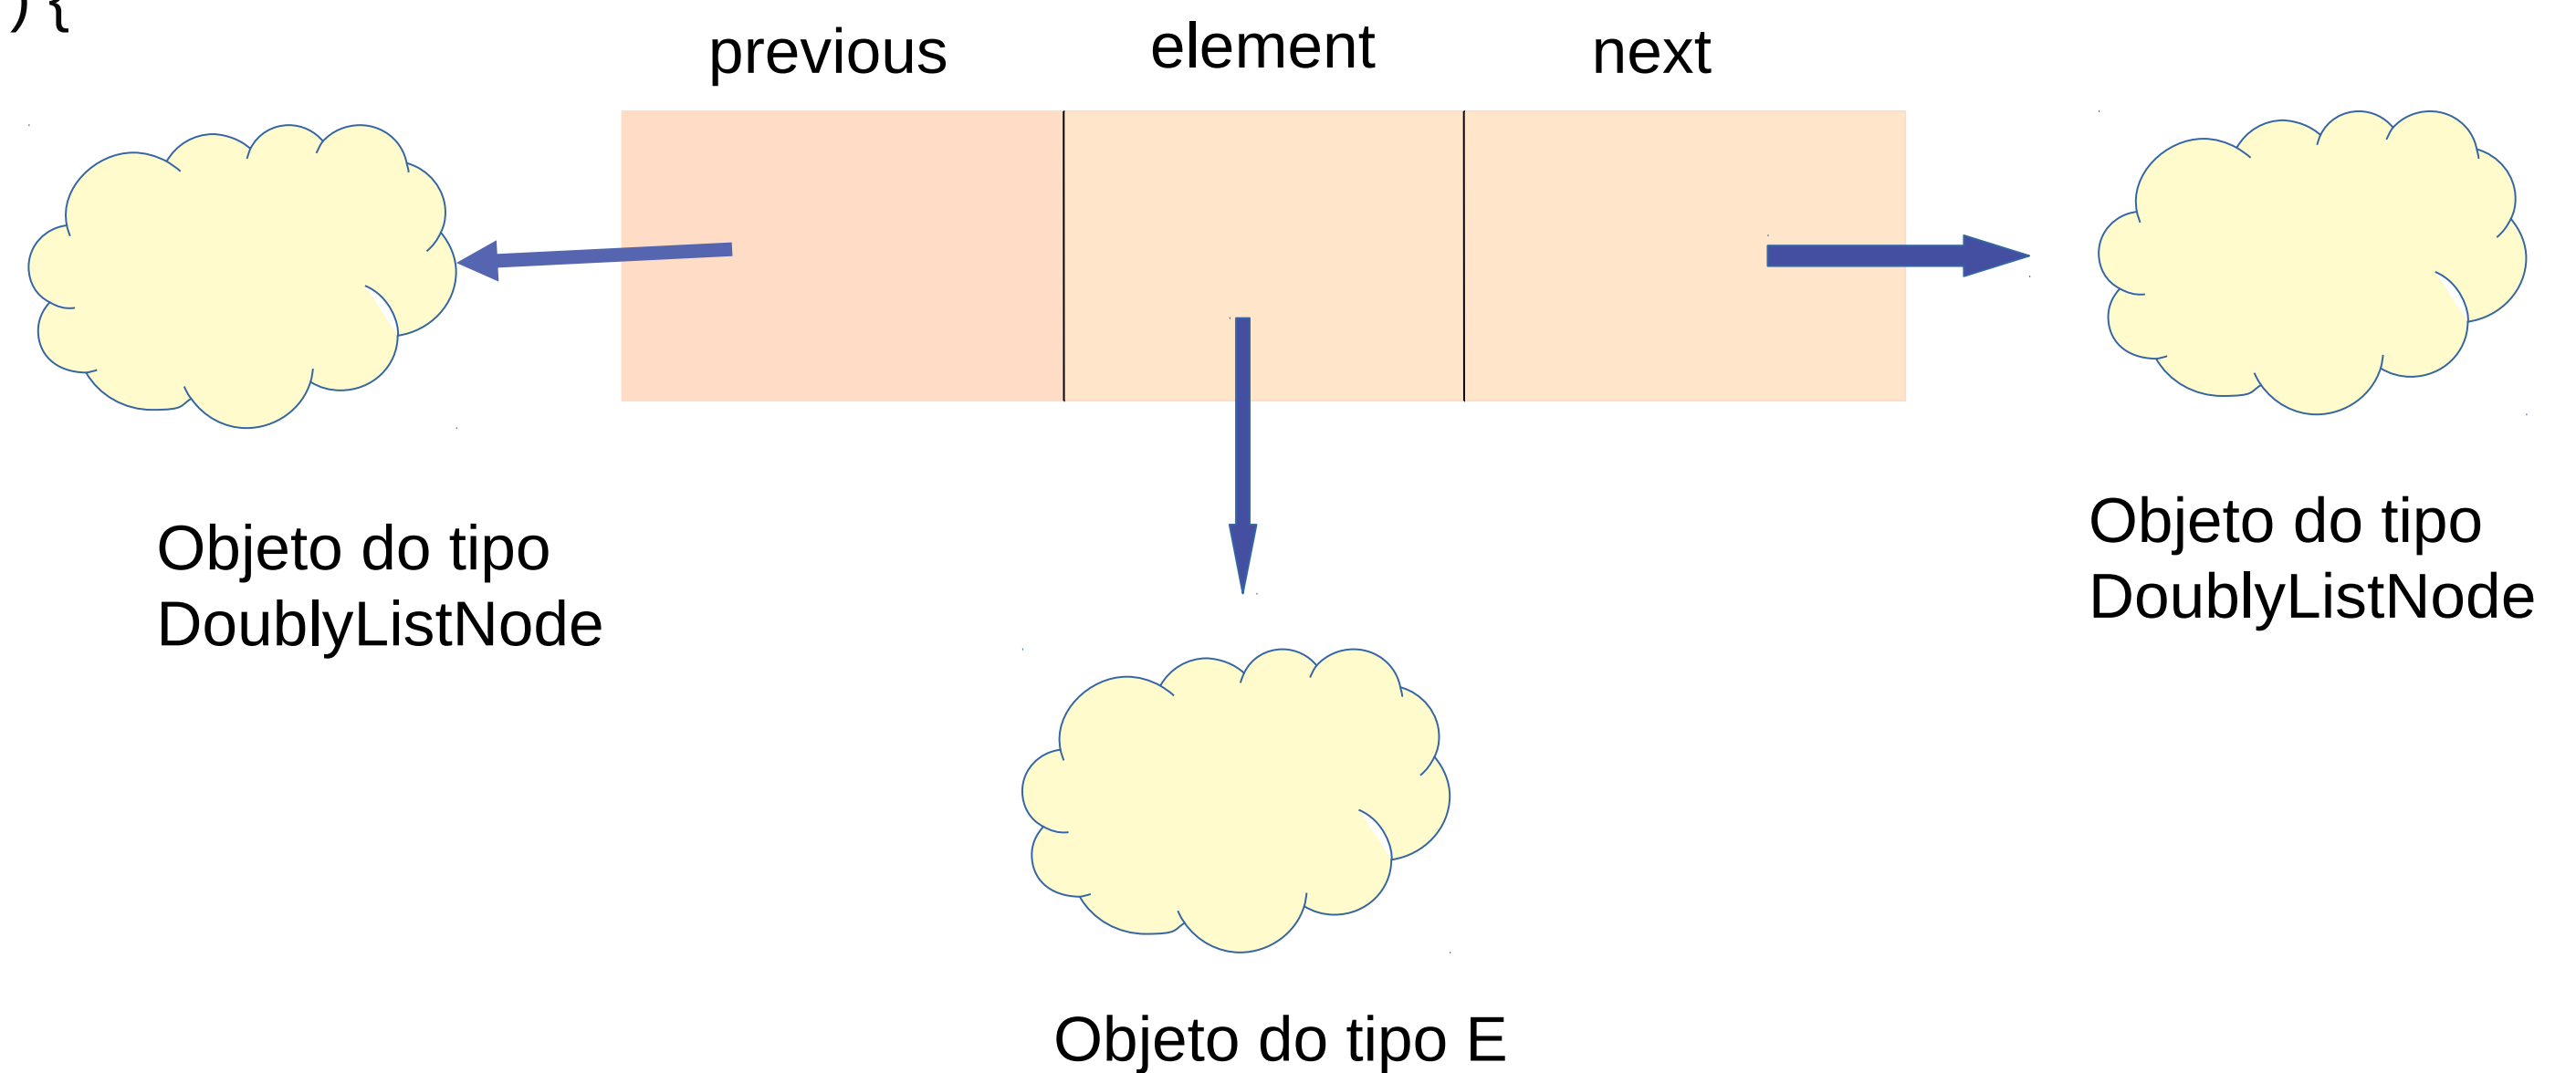 ) {
previous
element
next
Objeto do tipo
DoublyListNode
Objeto do tipo
DoublyListNode
Objeto do tipo E